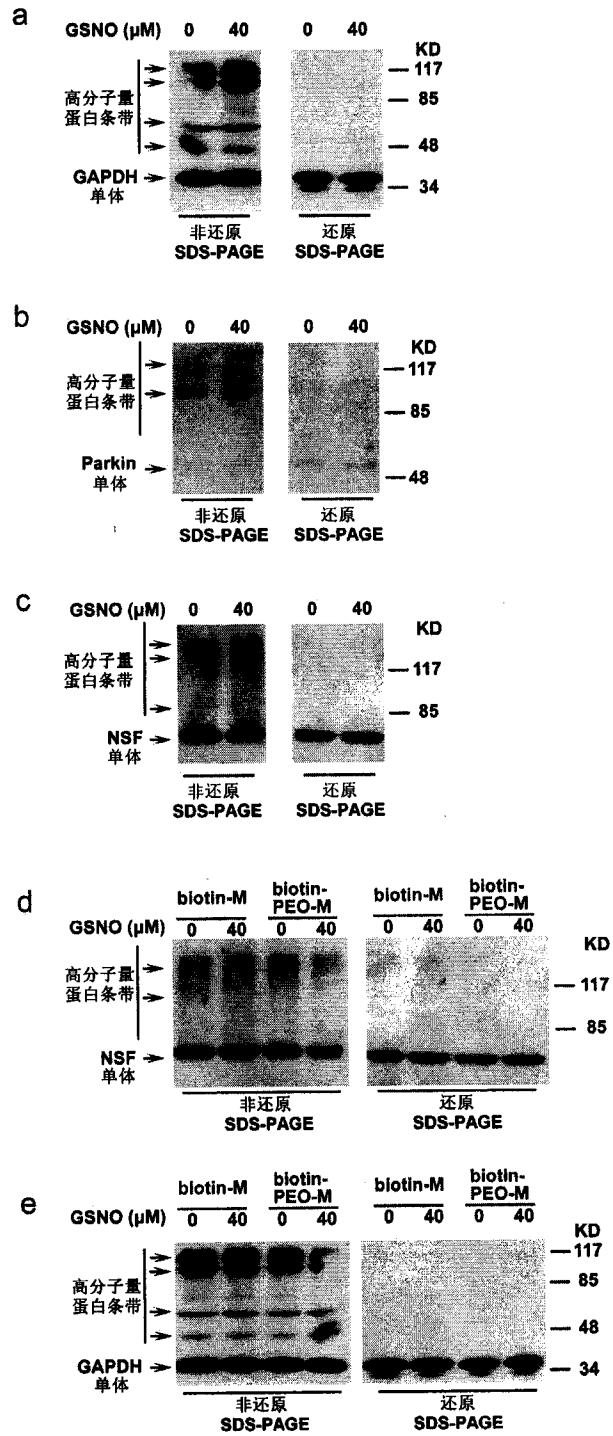 a
GSNO (μM) 0 40 0 40
KD
117
高分子量
蛋白条带
85
48
GAPDH
单体
34
非还原
SDS-PAGE
还原
SDS-PAGE
b
GSNO (μM) 0 40 0 40
KD
117
高分子量
蛋白条带
85
Parkin
单体
48
非还原
SDS-PAGE
还原
SDS-PAGE
c
GSNO (μM) 0 40 0 40
KD
高分子量
蛋白条带
117
85
NSF
单体
非还原
SDS-PAGE
还原
SDS-PAGE
d
biotin-M biotin-PEO-M biotin-M biotin-PEO-M
GSNO (μM) 0 40 0 40 0 40 0 40
KD
高分子量
蛋白条带
117
85
NSF
单体
非还原
SDS-PAGE
还原
SDS-PAGE
e
biotin-M biotin-PEO-M biotin-M biotin-PEO-M
GSNO (μM) 0 40 0 40 0 40 0 40
KD
117
高分子量
蛋白条带
85
48
GAPDH
单体
34
非还原
SDS-PAGE
还原
SDS-PAGE